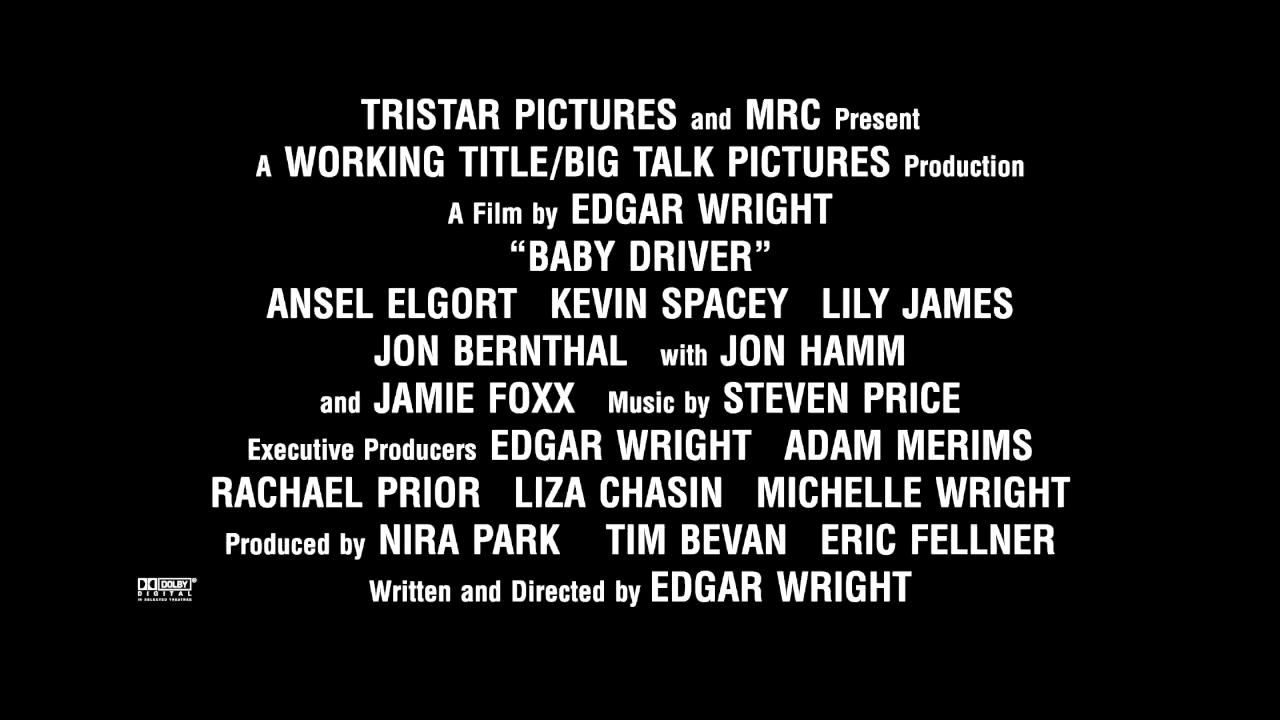 TRISTAR PICTURES and MRC Present
A WORKING TITLE/BIG TALK PICTURES Production
A Film by EDGAR WRIGHT
“BABY DRIVER”
ANSEL ELGORT KEVIN SPACEY LILY JAMES
JON BERNTHAL with JON HAMM
and JAMIE FOXX Music by STEVEN PRICE
Executive Producers EDGAR WRIGHT ADAM MERIMS
RACHAEL PRIOR LIZA CHASIN MICHELLE WRIGHT
Produced by NIRA PARK TIM BEVAN ERIC FELLNER
Written and Directed by EDGAR WRIGHT
DOLBY®
DIGITAL
IN SELECTED THEATRES